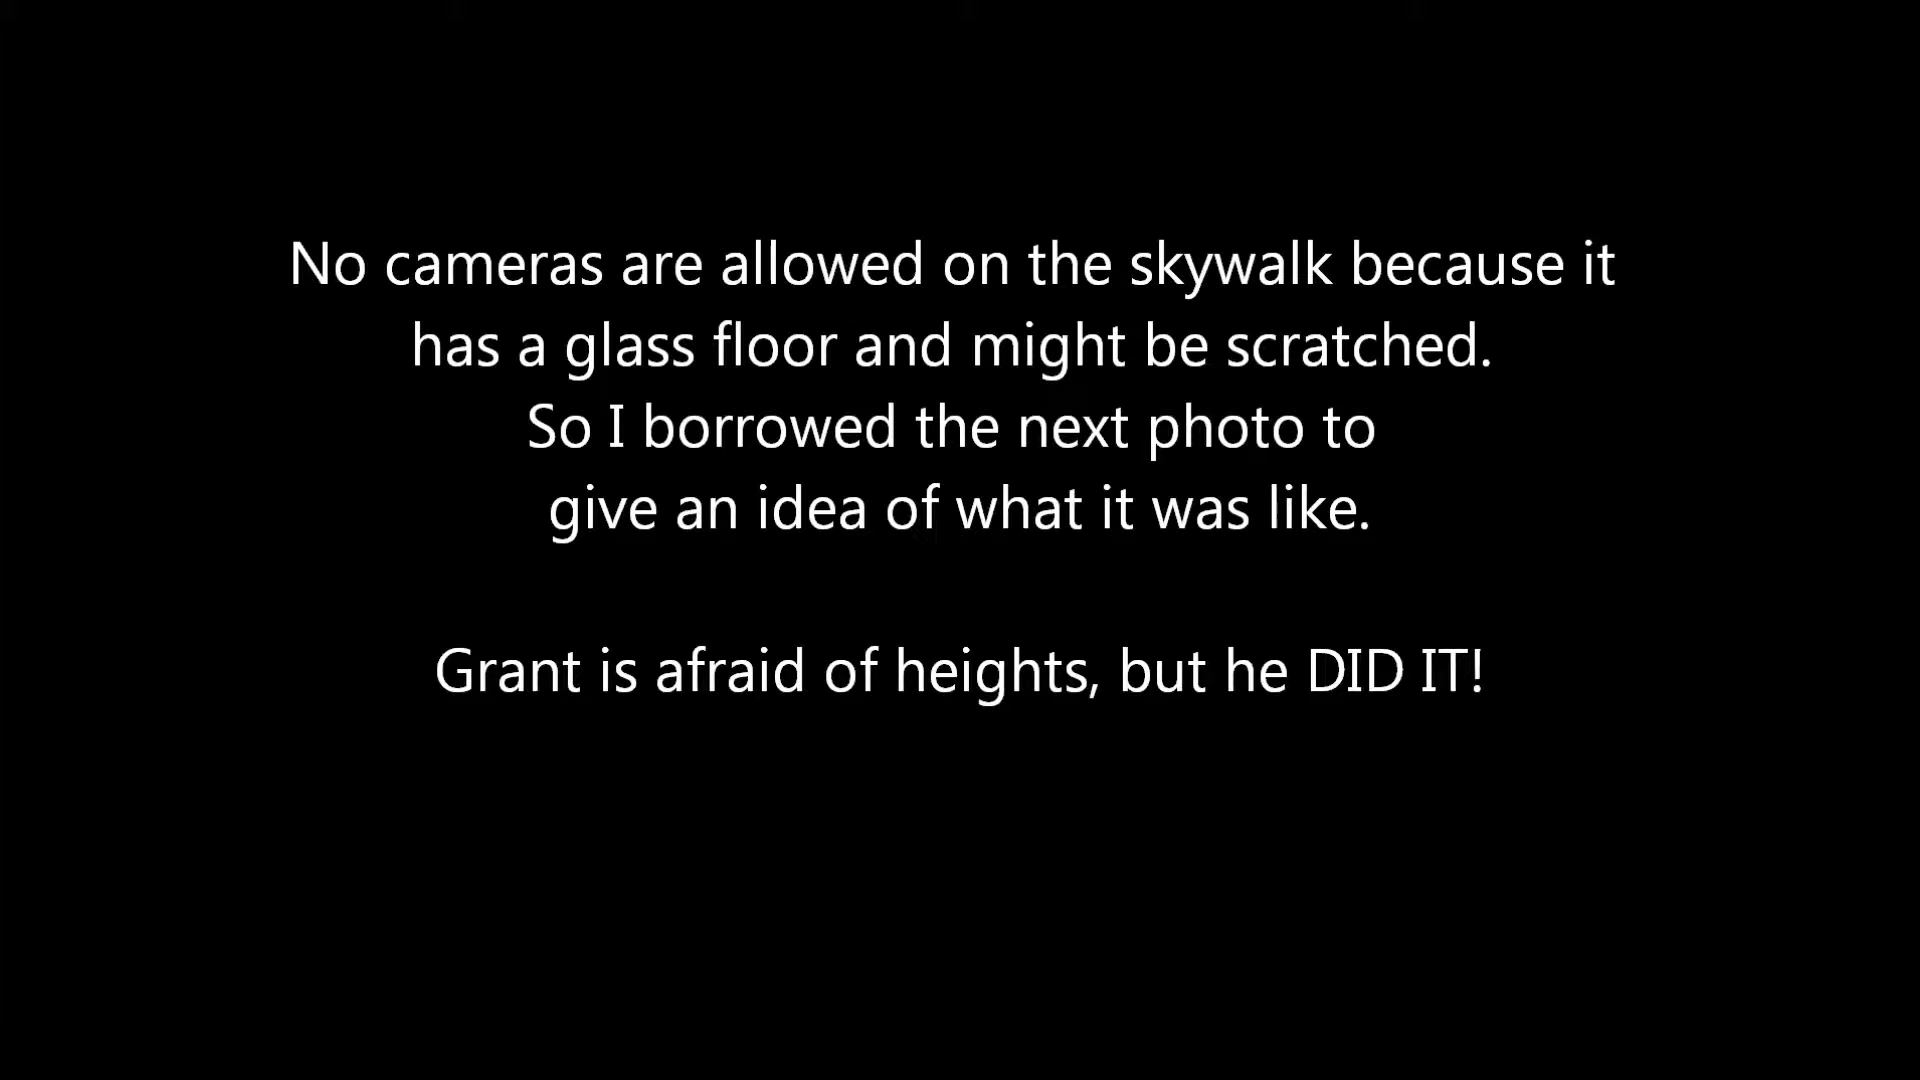 No cameras are allowed on the skywalk because it
has a glass floor and might be scratched.
So I borrowed the next photo to
give an idea of what it was like.
Grant is afraid of heights, but he DID IT!